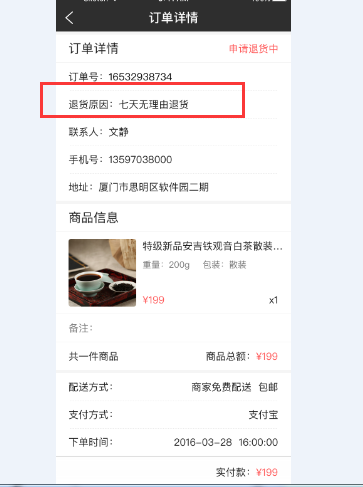 订单详情
订单详情 申请退货中
订单号：16532938734
退货原因：七天无理由退货
联系人：文静
手机号：13597038000
地址：厦门市思明区软件园二期
商品信息
特级新品安吉铁观音白茶散装...
重量：200g 包装：散装
¥199 x1
备注：
共一件商品 商品总额：¥199
配送方式： 商家免费配送 包邮
支付方式： 支付宝
下单时间： 2016-03-28 16:00:00
实付款：¥199